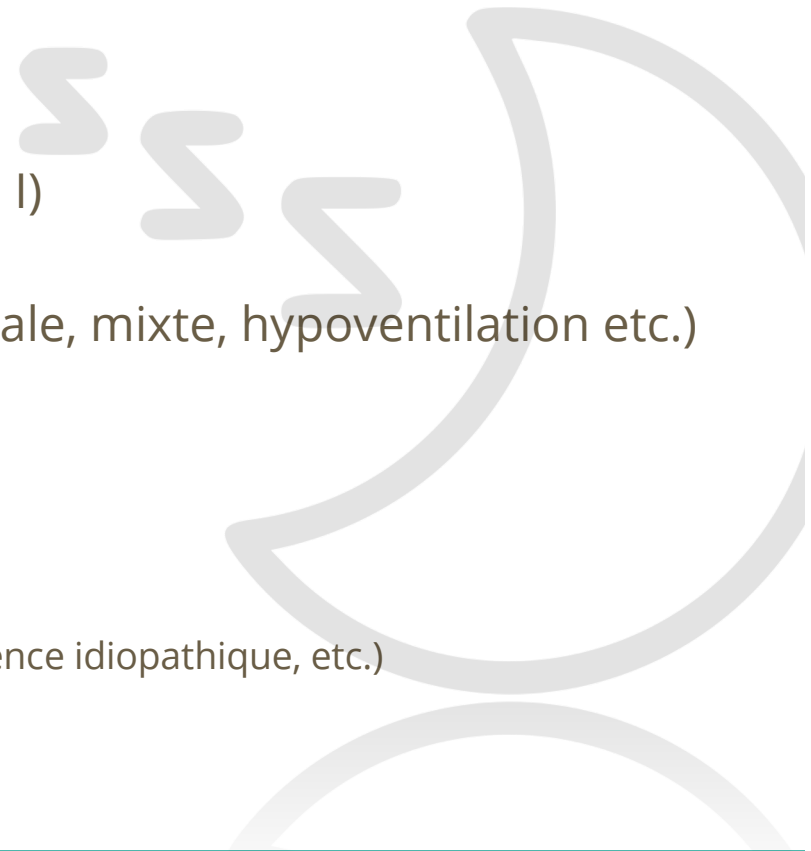 l)
ale, mixte, hypoventilation etc.)
ence idiopathique, etc.)